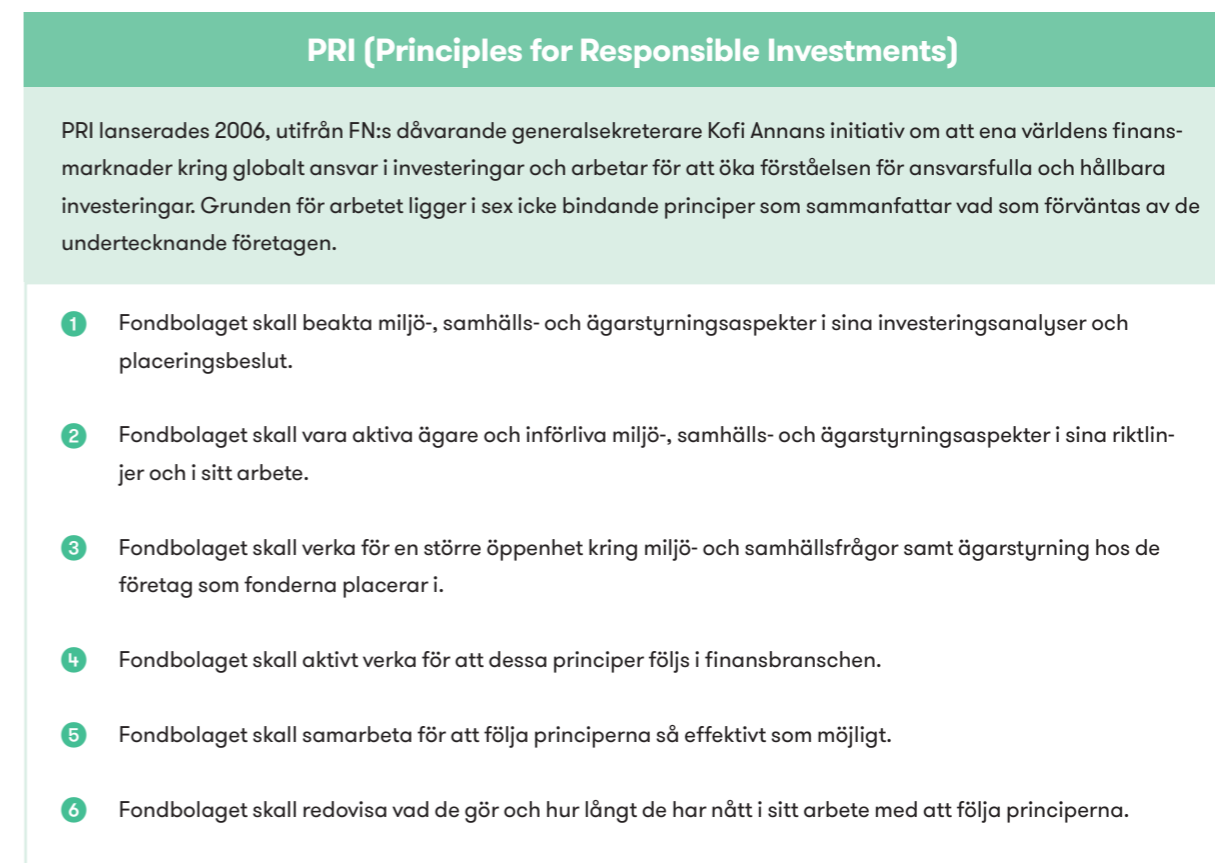 PRI (Principles for Responsible Investments)
PRI lanserades 2006, utifrån FN:s dåvarande generalsekreterare Kofi Annans initiativ om att ena världens finans-
marknader kring globalt ansvar i investeringar och arbetar för att öka förståelsen för ansvarsfulla och hållbara
investeringar. Grunden för arbetet ligger i sex icke bindande principer som sammanfattar vad som förväntas av de
undertecknande företagen.
1 Fondbolaget skall beakta miljö-, samhälls- och ägarstyrningsaspekter i sina investeringsanalyser och
placeringsbeslut.
2 Fondbolaget skall vara aktiva ägare och införliva miljö-, samhälls- och ägarstyrningsaspekter i sina riktlin-
jer och i sitt arbete.
3 Fondbolaget skall verka för en större öppenhet kring miljö- och samhällsfrågor samt ägarstyrning hos de
företag som fonderna placerar i.
4 Fondbolaget skall aktivt verka för att dessa principer följs i finansbranschen.
5 Fondbolaget skall samarbeta för att följa principerna så effektivt som möjligt.
6 Fondbolaget skall redovisa vad de gör och hur långt de har nått i sitt arbete med att följa principerna.